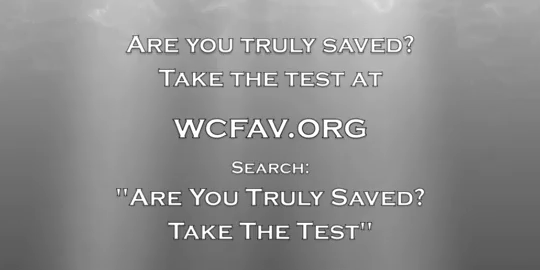 Are you truly saved?
Take the test at
wcfav.org
Search:
"Are You Truly Saved?
Take The Test"